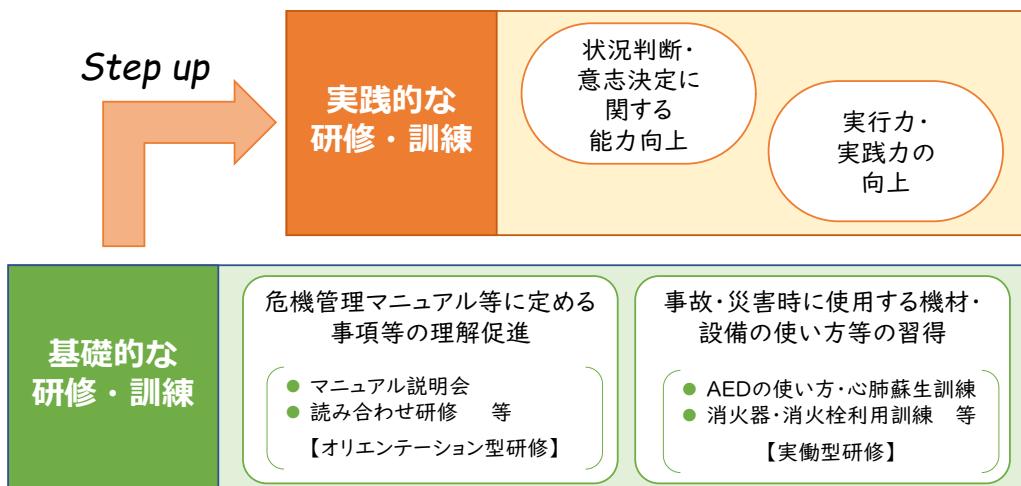 Step up
実践的な
研修・訓練
状況判断・
意志決定に
関する
能力向上
実行力・
実践力の
向上
基礎的な
研修・訓練
危機管理マニュアル等に定める
事項等の理解促進
● マニュアル説明会
● 読み合わせ研修　等
【オリエンテーション型研修】
事故・災害時に使用する機材・
設備の使い方等の習得
● AEDの使い方・心肺蘇生訓練
● 消火器・消火栓利用訓練　等
【実働型研修】